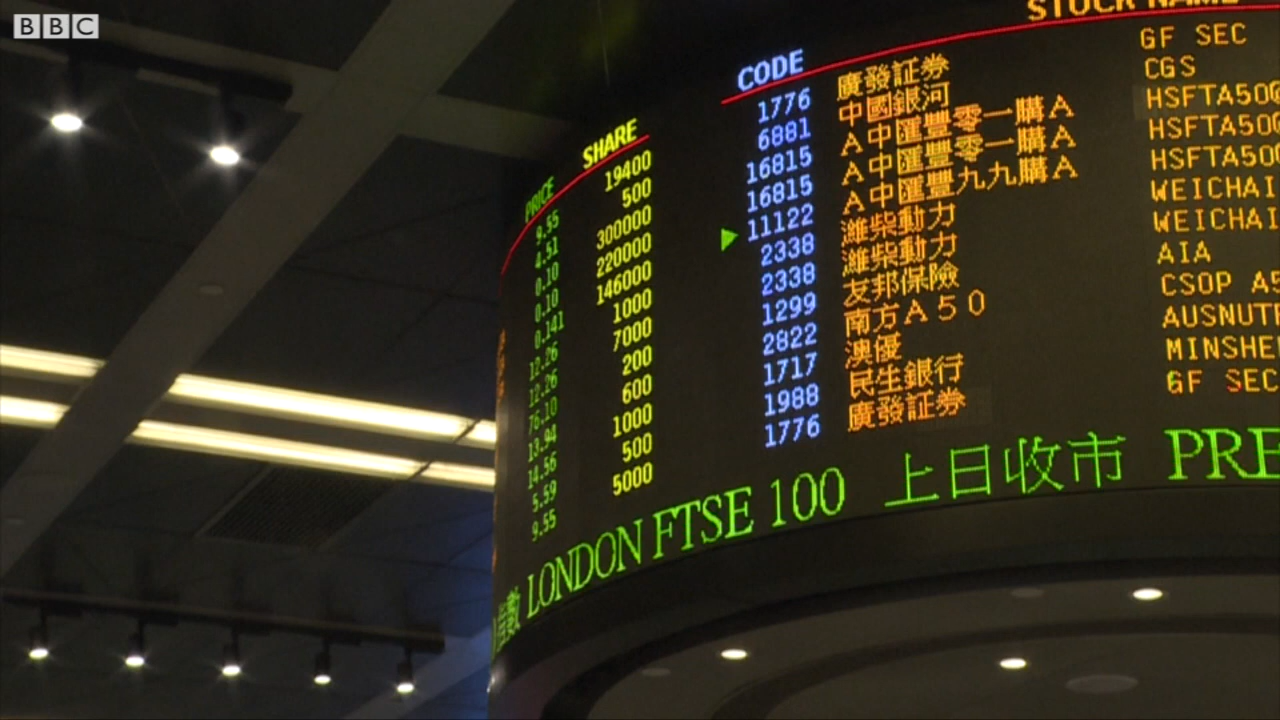 BBC
STOCK NAME
CODE
SHARE
PRICE
9.55 19400 1776 廣發証券 GF SEC
4.51 500 6881 中國銀河 CGS
0.10 300000 16815 A中匯豐零一購A HSFTA500
0.10 220000 16815 A中匯豐零一購A HSFTA500
0.141 146000 11122 A中匯豐九九購A HSFTA500
12.26 1000 2338 濰柴動力 WEICHAI
12.26 7000 2338 濰柴動力 WEICHAI
76.10 200 1299 友邦保險 AIA
13.94 600 2822 南方A50 CSOP A5
14.56 1000 1717 澳優 AUSNUTR
5.59 500 1988 民生銀行 MINSHE
9.55 5000 1776 廣發証券 GF SEC
指數 LONDON FTSE 100 上日收市 PRE